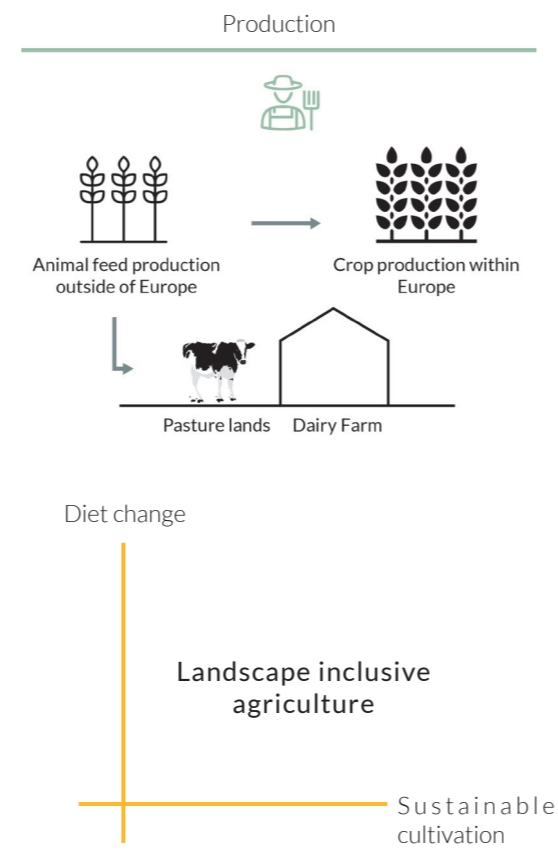 Production
Animal feed production
outside of Europe
Crop production within
Europe
Pasture lands
Dairy Farm
Diet change
Landscape inclusive
agriculture
Sustainable
cultivation